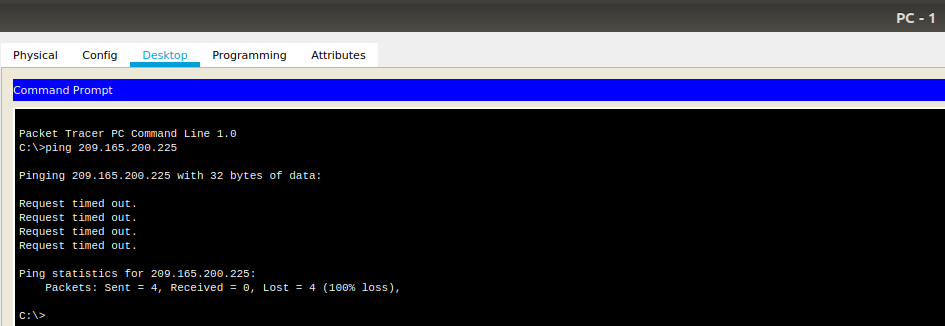 PC - 1
Physical Config Desktop Programming Attributes
Command Prompt
Packet Tracer PC Command Line 1.0
C:\>ping 209.165.200.225
Pinging 209.165.200.225 with 32 bytes of data:
Request timed out.
Request timed out.
Request timed out.
Request timed out.
Ping statistics for 209.165.200.225:
    Packets: Sent = 4, Received = 0, Lost = 4 (100% loss),
C:\>